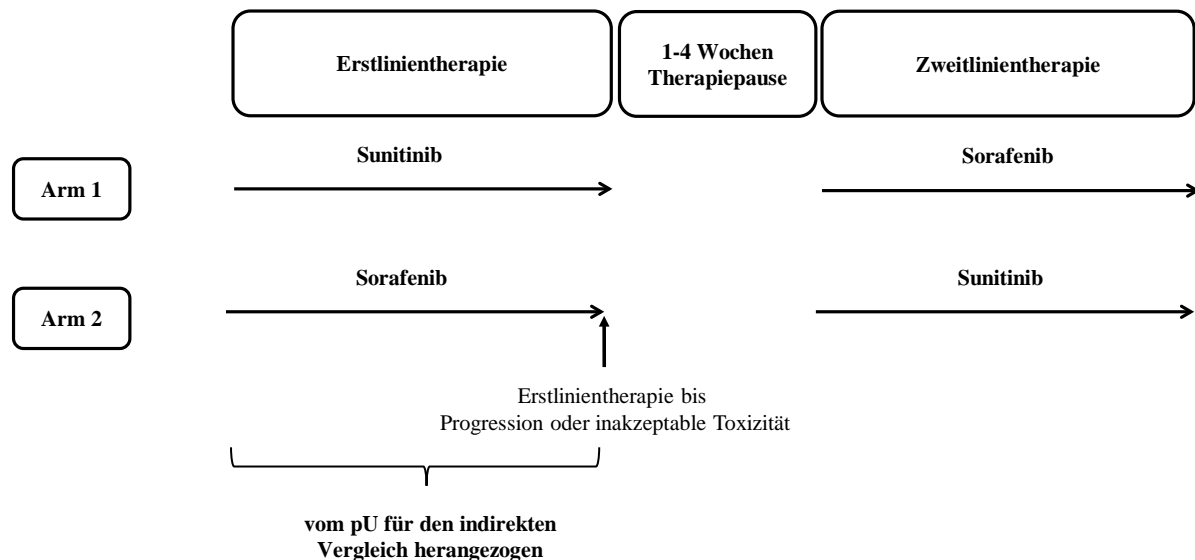 Erstlinientherapie
1-4 Wochen
Therapiepause
Zweitlinientherapie
Sunitinib
Sorafenib
Arm 1
Sorafenib
Sunitinib
Arm 2
Erstlinientherapie bis
Progression oder inakzeptable Toxizität
vom pU für den indirekten
Vergleich herangezogen